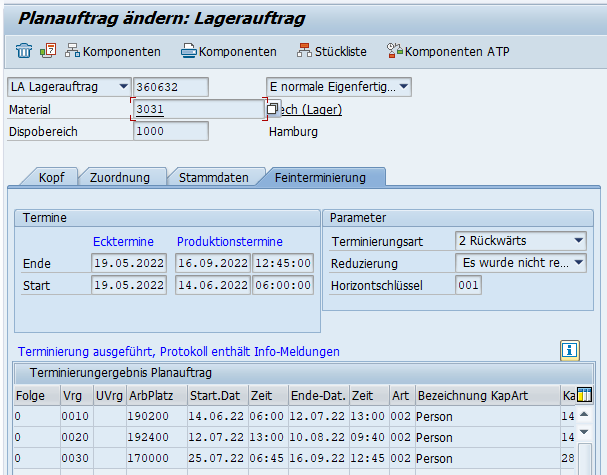 Planauftrag ändern: Lagerauftrag
Komponenten Komponenten Stückliste Komponenten ATP
LA Lagerauftrag 360632 E normale Eigenfertig...
Material 3031 ech (Lager)
Dispobereich 1000 Hamburg
Kopf Zuordnung Stammdaten Feinterminierung
Termine
Ecktermine Produktionstermine
Ende 19.05.2022 16.09.2022 12:45:00
Start 19.05.2022 14.06.2022 06:00:00
Parameter
Terminierungsart 2 Rückwärts
Reduzierung Es wurde nicht re...
Horizontschlüssel 001
Terminierung ausgeführt, Protokoll enthält Info-Meldungen
Terminierungergebnis Planauftrag
Folge Vrg UVrg ArbPlatz Start.Dat Zeit Ende-Dat. Zeit Art Bezeichnung KapArt Ka
0 0010 190200 14.06.22 06:00 12.07.22 13:00 002 Person 14
0 0020 192400 12.07.22 13:00 10.08.22 09:40 002 Person 14
0 0030 170000 25.07.22 06:45 16.09.22 12:45 002 Person 28